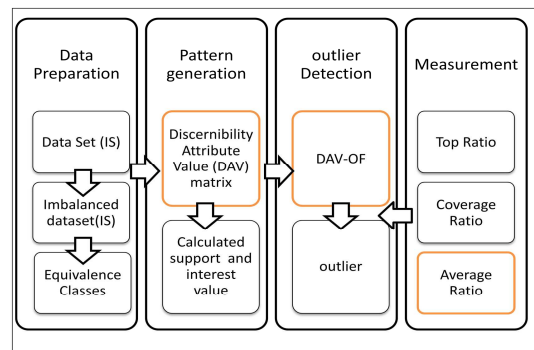 Data
Preparation
Data Set (IS)
Imbalanced
dataset(IS)
Equivalence
Classes
Pattern
generation
Discernibility
Attribute
Value (DAV)
matrix
Calculated
support and
interest
value
outlier
Detection
DAV-OF
outlier
Measurement
Top Ratio
Coverage
Ratio
Average
Ratio